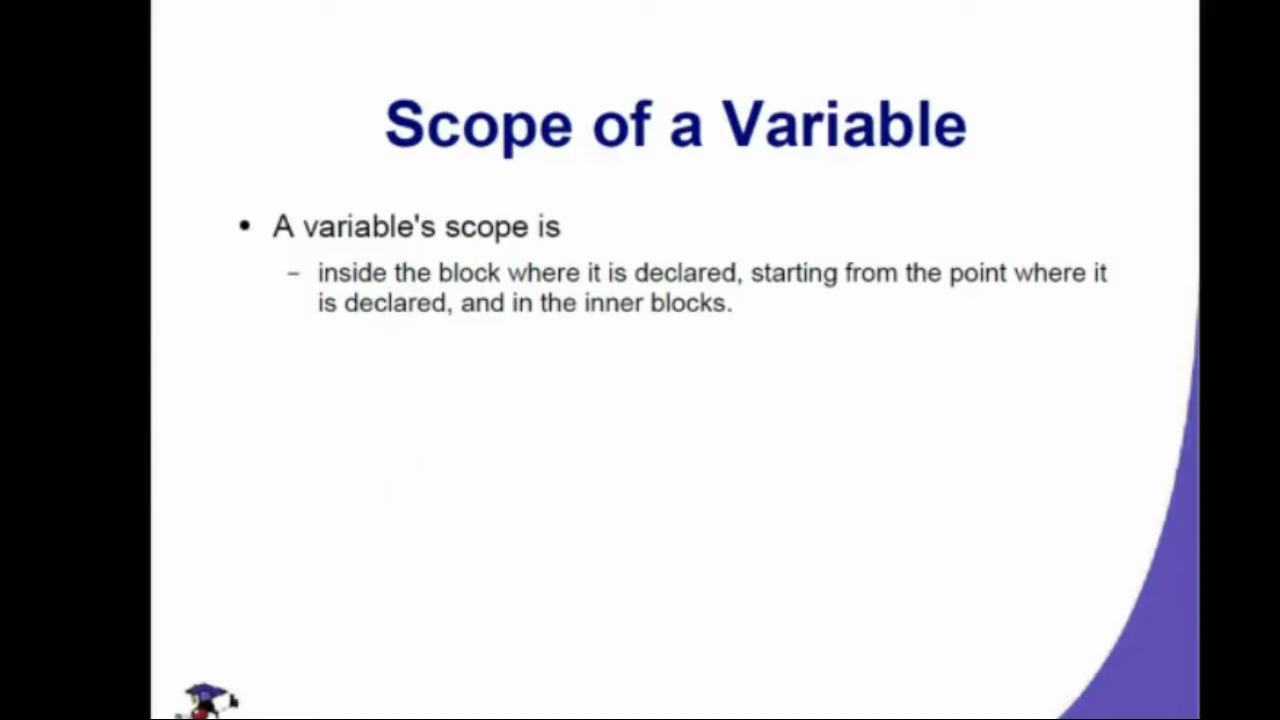 Scope of a Variable
• A variable's scope is
– inside the block where it is declared, starting from the point where it
is declared, and in the inner blocks.